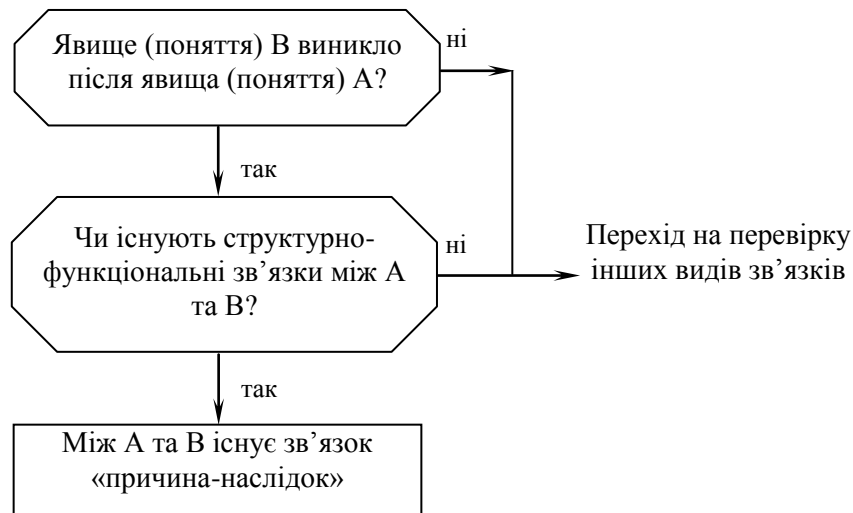 Явище (поняття) В виникло
після явища (поняття) А?
ні
так
Чи існують структурно-
функціональні зв’язки між А
та В?
ні
Перехід на перевірку
інших видів зв’язків
так
Між А та В існує зв’язок
«причина-наслідок»